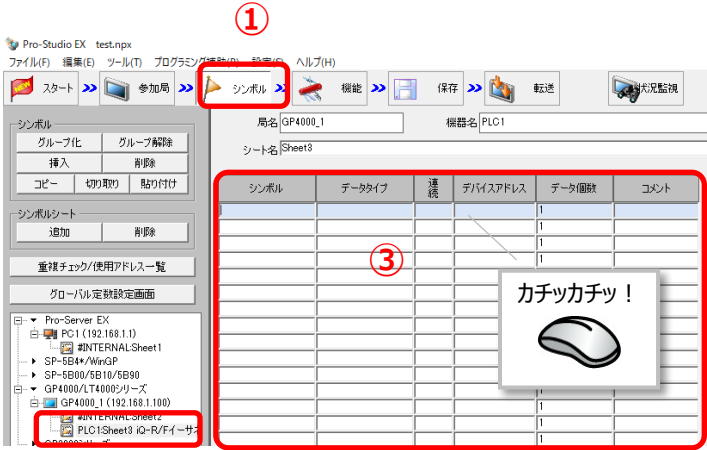 ①
Pro-Studio EX test.npx
ファイル(F) 編集(E) ツール(T) プログラミング補助(P) 設定(S) ヘルプ(H)
スタート 参加局 シンボル 機能 保存 転送 状況監視
シンボル
グループ化 グループ解除
挿入 削除
コピー 切り取り 貼り付け
シンボルシート
追加 削除
重複チェック/使用アドレス一覧
グローバル定数設定画面
Pro-Server EX
PC1 (192.168.1.1)
#INTERNAL:Sheet1
SP-5B4*/WinGP
SP-5B00/5B10/5B90
GP4000/LT4000シリーズ
GP4000_1 (192.168.1.100)
#INTERNAL:Sheet2
PLC1:Sheet3 iQ-R/Fイーサネ
局名 GP4000_1 機器名 PLC1
シート名 Sheet3
シンボル データタイプ 連続 デバイスアドレス データ個数 コメント
1
1
1
1
③
カチッカチッ！
1
1
1